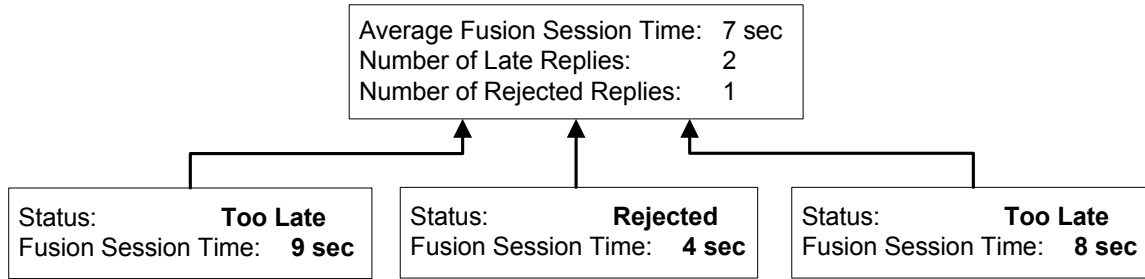 Average Fusion Session Time: 7 sec
Number of Late Replies: 2
Number of Rejected Replies: 1
Status: Too Late
Fusion Session Time: 9 sec
Status: Rejected
Fusion Session Time: 4 sec
Status: Too Late
Fusion Session Time: 8 sec